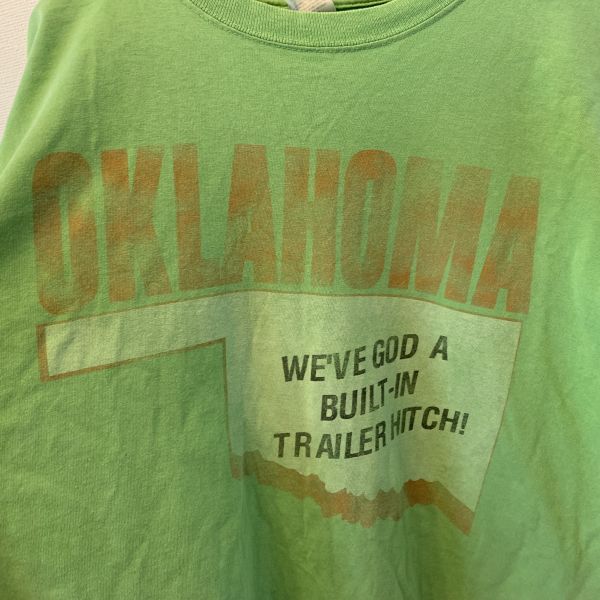 OKLAHOMA
WE'VE GOD A
BUILT-IN
TRAILER HITCH!